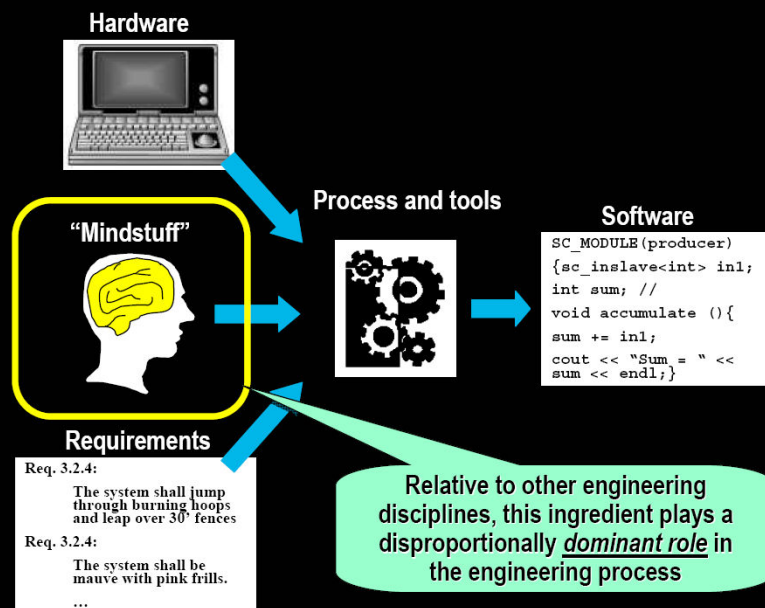 Hardware
"Mindstuff"
Requirements
Req. 3.2.4:
The system shall jump
through burning hoops
and leap over 30' fences
Req. 3.2.4:
The system shall be
mauve with pink frills.
...
Process and tools
Software
SC_MODULE(producer)
{sc_inslave<int> in1;
int sum; //
void accumulate (){
sum += in1;
cout << "Sum = " <<
sum << endl;}
Relative to other engineering
disciplines, this ingredient plays a
disproportionally dominant role in
the engineering process